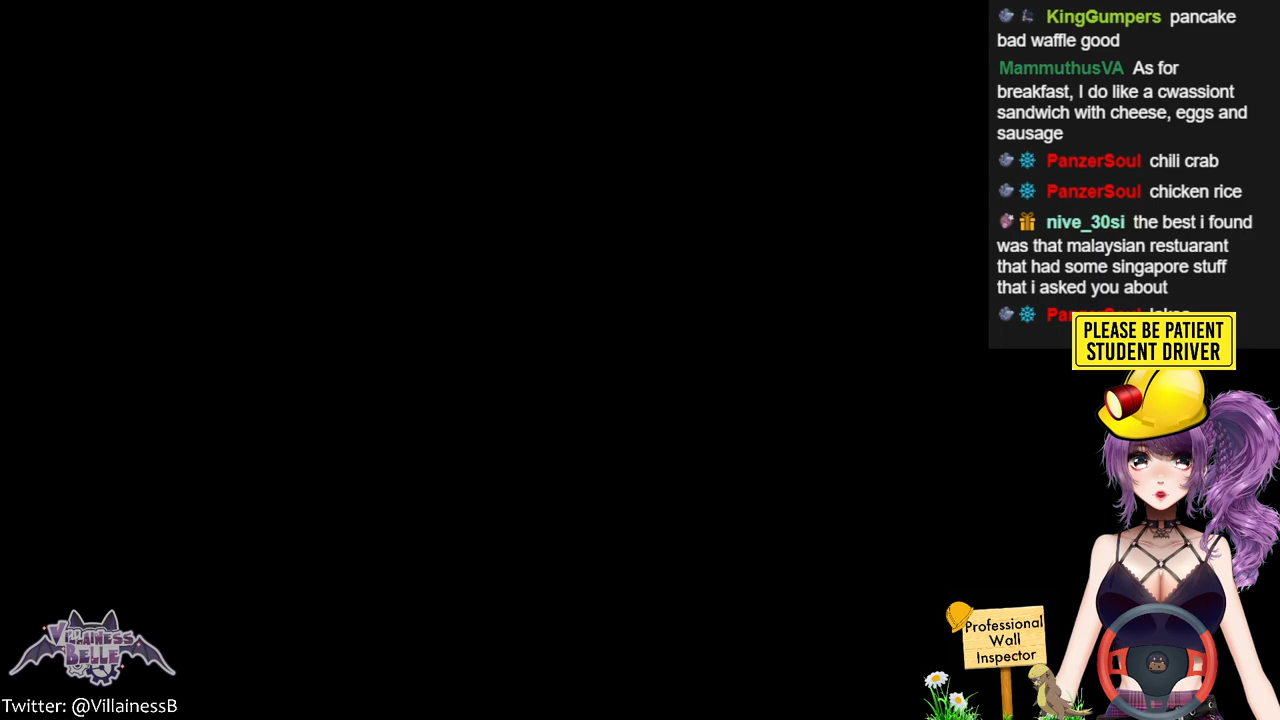 KingGumpers pancake
bad waffle good
MammuthusVA As for
breakfast, I do like a cwassiont
sandwich with cheese, eggs and
sausage
PanzerSoul chili crab
PanzerSoul chicken rice
nive_30si the best i found
was that malaysian restuarant
that had some singapore stuff
that i asked you about
PLEASE BE PATIENT
STUDENT DRIVER
Professional
Wall
Inspector
VILLAINESS
BELLE
Twitter: @VillainessB